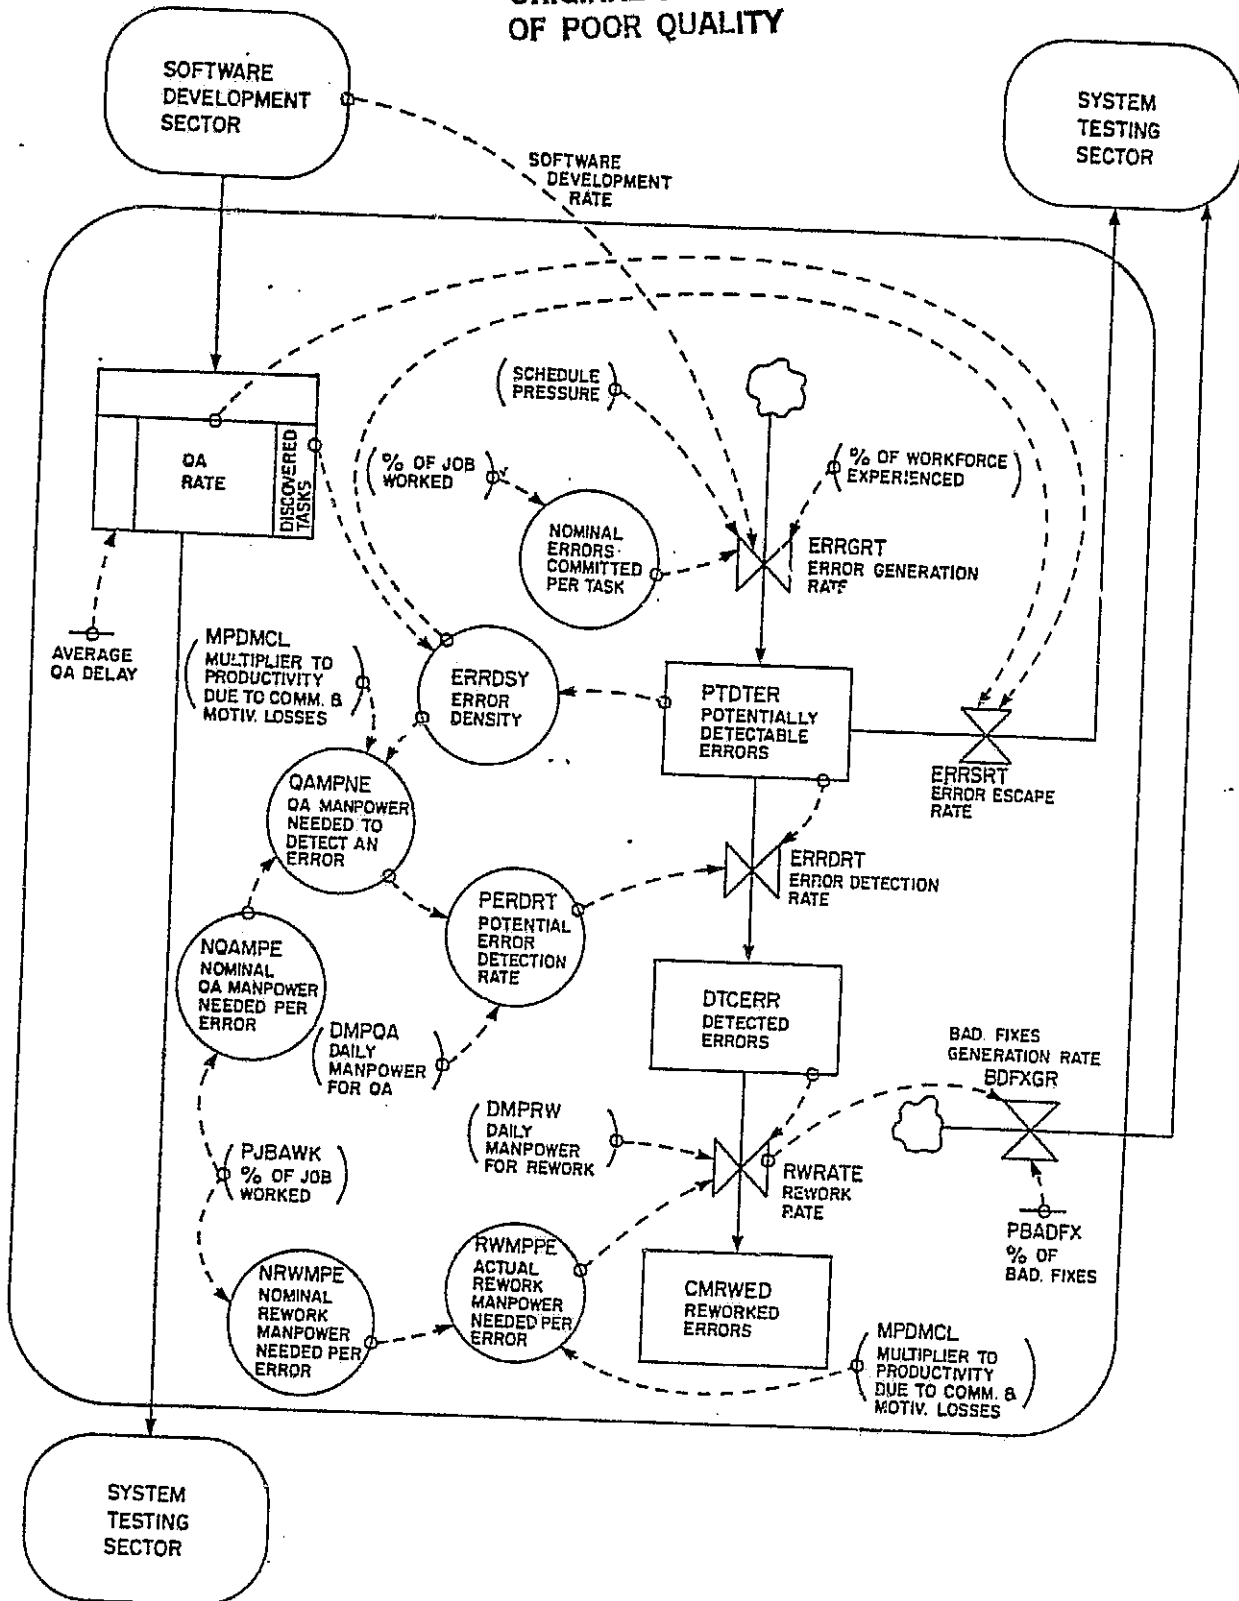 OF POOR QUALITY
SOFTWARE
DEVELOPMENT
SECTOR
SYSTEM
TESTING
SECTOR
SOFTWARE
DEVELOPMENT
RATE
(SCHEDULE
PRESSURE)
(% OF JOB
WORKED)
(% OF WORKFORCE
EXPERIENCED)
QA
RATE
DISCOVERED
TASKS
NOMINAL
ERRORS
COMMITTED
PER TASK
ERRGRT
ERROR GENERATION
RATE
AVERAGE
QA DELAY
(MPDMCL
MULTIPLIER TO
PRODUCTIVITY
DUE TO COMM. &
MOTIV. LOSSES)
ERRDSY
ERROR
DENSITY
PTDTER
POTENTIALLY
DETECTABLE
ERRORS
ERRSRT
ERROR ESCAPE
RATE
QAMPNE
QA MANPOWER
NEEDED TO
DETECT AN
ERROR
ERRDRT
ERROR DETECTION
RATE
PERDRT
POTENTIAL
ERROR
DETECTION
RATE
NQAMPE
NOMINAL
QA MANPOWER
NEEDED PER
ERROR
(DMPQA
DAILY
MANPOWER
FOR QA)
DTCERR
DETECTED
ERRORS
BAD. FIXES
GENERATION RATE
BDFXGR
(DMPRW
DAILY
MANPOWER
FOR REWORK)
(PJBAWK
% OF JOB
WORKED)
RWRATE
REWORK
RATE
PBADFX
% OF
BAD. FIXES
NRWMPE
NOMINAL
REWORK
MANPOWER
NEEDED PER
ERROR
RWMPPE
ACTUAL
REWORK
MANPOWER
NEEDED PER
ERROR
CMRWED
REWORKED
ERRORS
(MPDMCL
MULTIPLIER TO
PRODUCTIVITY
DUE TO COMM. &
MOTIV. LOSSES)
SYSTEM
TESTING
SECTOR